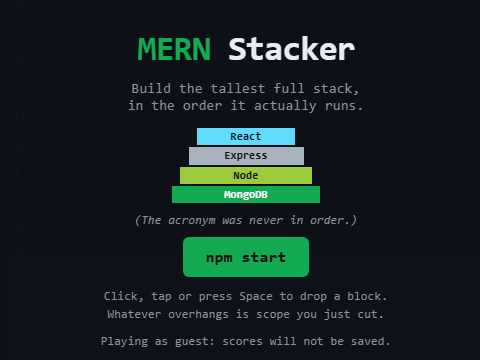 MERN Stacker
Build the tallest full stack,
in the order it actually runs.
React
Express
Node
MongoDB
(The acronym was never in order.)
npm start
Click, tap or press Space to drop a block.
Whatever overhangs is scope you just cut.
Playing as guest: scores will not be saved.